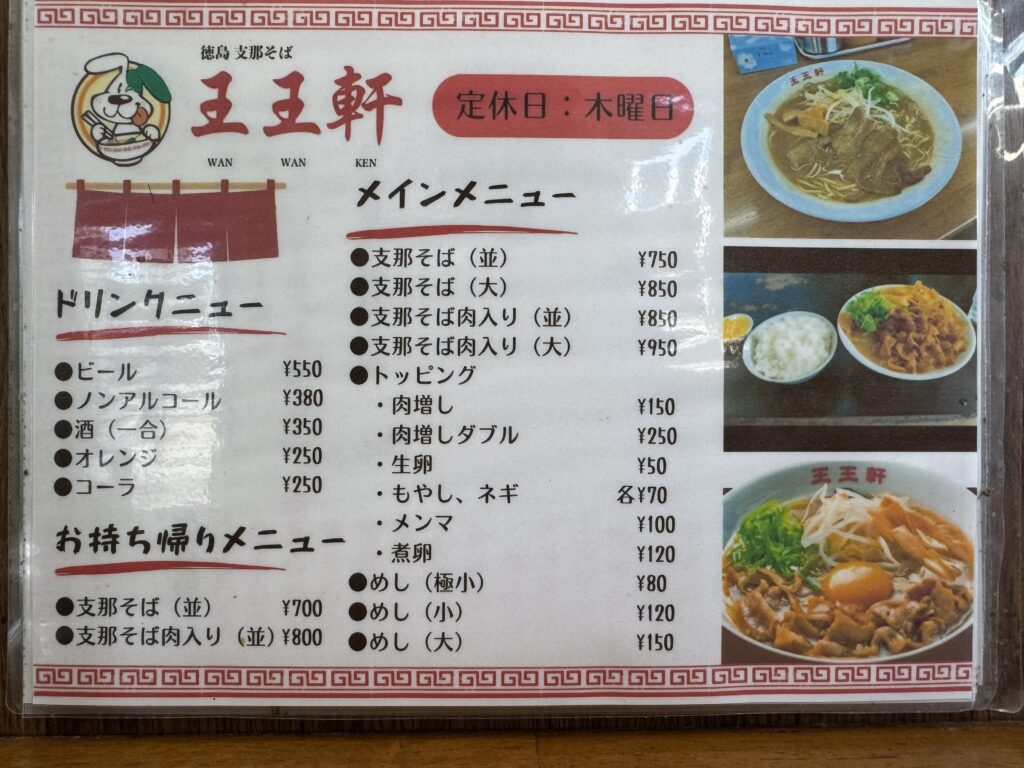 徳島 支那そば
王王軒
WAN WAN KEN
定休日：木曜日
メインメニュー
●支那そば（並） ¥750
●支那そば（大） ¥850
●支那そば肉入り（並） ¥850
●支那そば肉入り（大） ¥950
●トッピング
・肉増し ¥150
・肉増しダブル ¥250
・生卵 ¥50
・もやし、ネギ 各¥70
・メンマ ¥100
・煮卵 ¥120
●めし（極小） ¥80
●めし（小） ¥120
●めし（大） ¥150
ドリンクニュー
●ビール ¥550
●ノンアルコール ¥380
●酒（一合） ¥350
●オレンジ ¥250
●コーラ ¥250
お持ち帰りメニュー
●支那そば（並） ¥700
●支那そば肉入り（並） ¥800
王王軒
王王軒